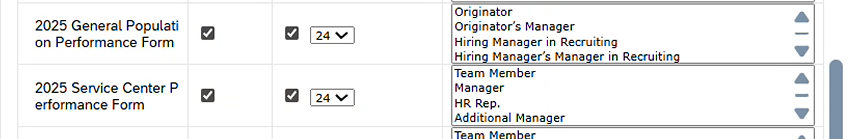 2025 General Populati
on Performance Form
24
Originator
Originator's Manager
Hiring Manager in Recruiting
Hiring Manager's Manager in Recruiting
2025 Service Center P
erformance Form
24
Team Member
Manager
HR Rep.
Additional Manager
Team Member